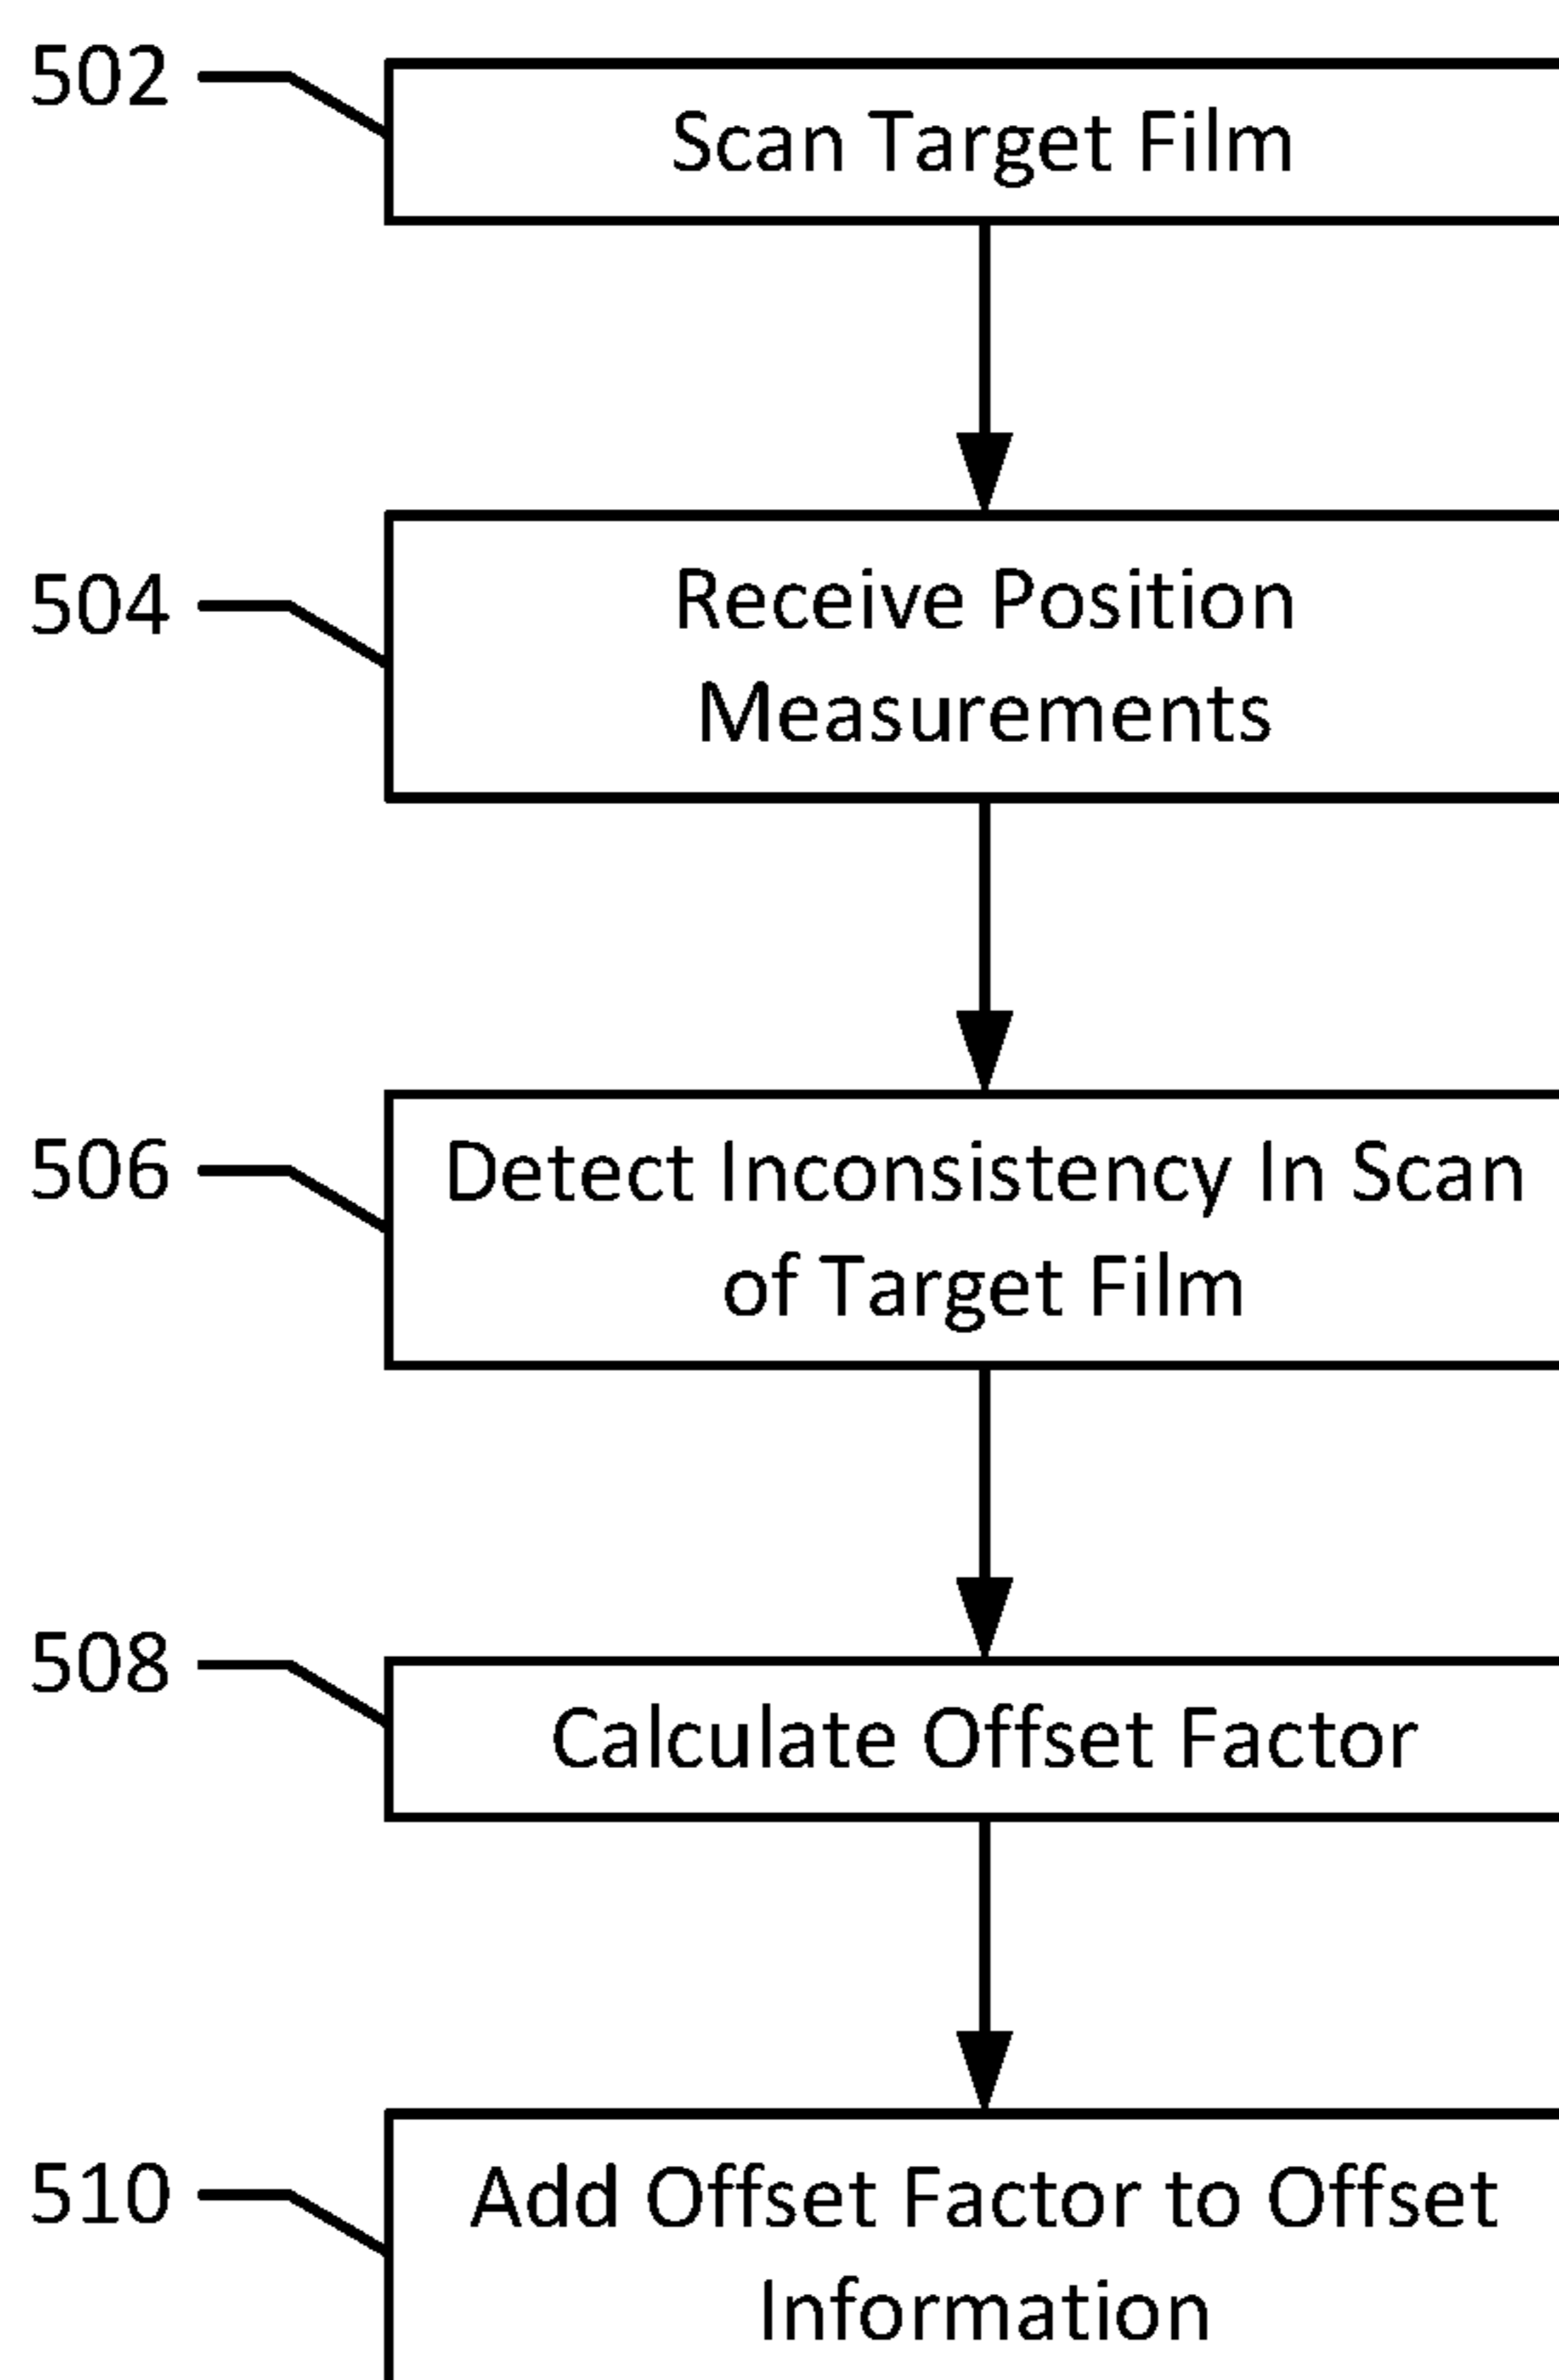 502
Scan Target Film
504
Receive Position
Measurements
506
Detect Inconsistency In Scan
of Target Film
508
Calculate Offset Factor
510
Add Offset Factor to Offset
Information